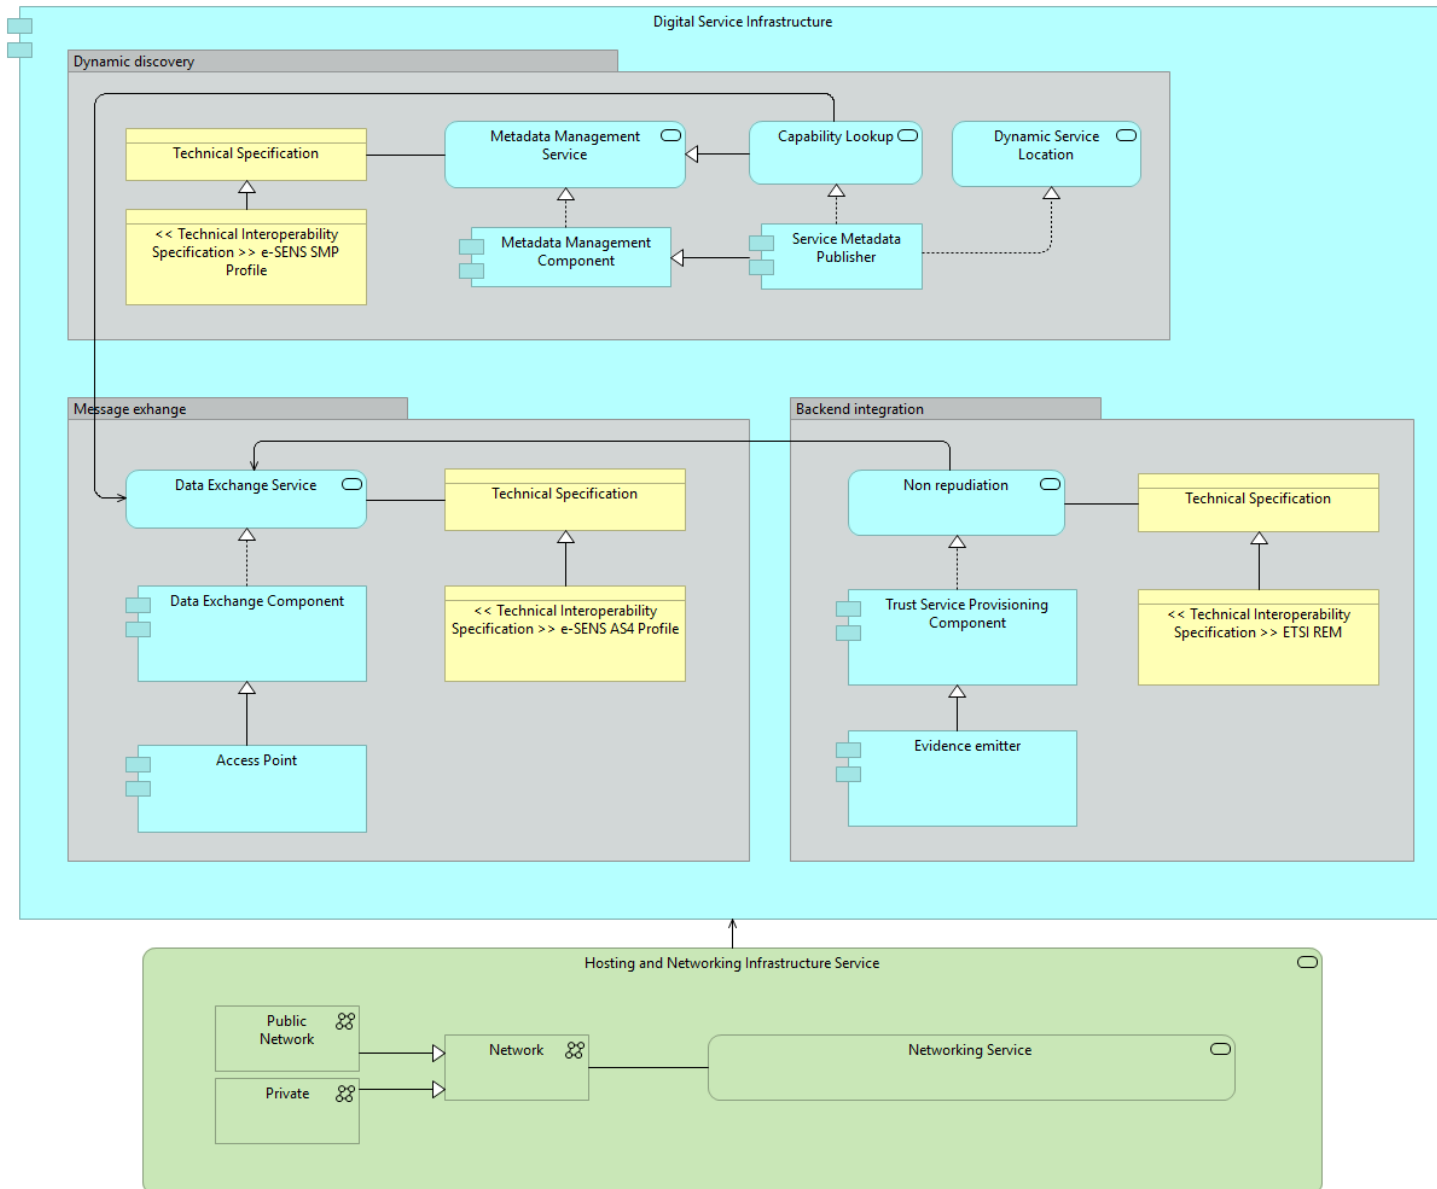 Digital Service Infrastructure
Dynamic discovery
Technical Specification
Metadata Management
Service
Capability Lookup
Dynamic Service
Location
<< Technical Interoperability
Specification >> e-SENS SMP
Profile
Metadata Management
Component
Service Metadata
Publisher
Message exhange
Data Exchange Service
Technical Specification
Data Exchange Component
<< Technical Interoperability
Specification >> e-SENS AS4 Profile
Access Point
Backend integration
Non repudiation
Technical Specification
Trust Service Provisioning
Component
<< Technical Interoperability
Specification >> ETSI REM
Evidence emitter
Hosting and Networking Infrastructure Service
Public
Network
Private
Network
Networking Service